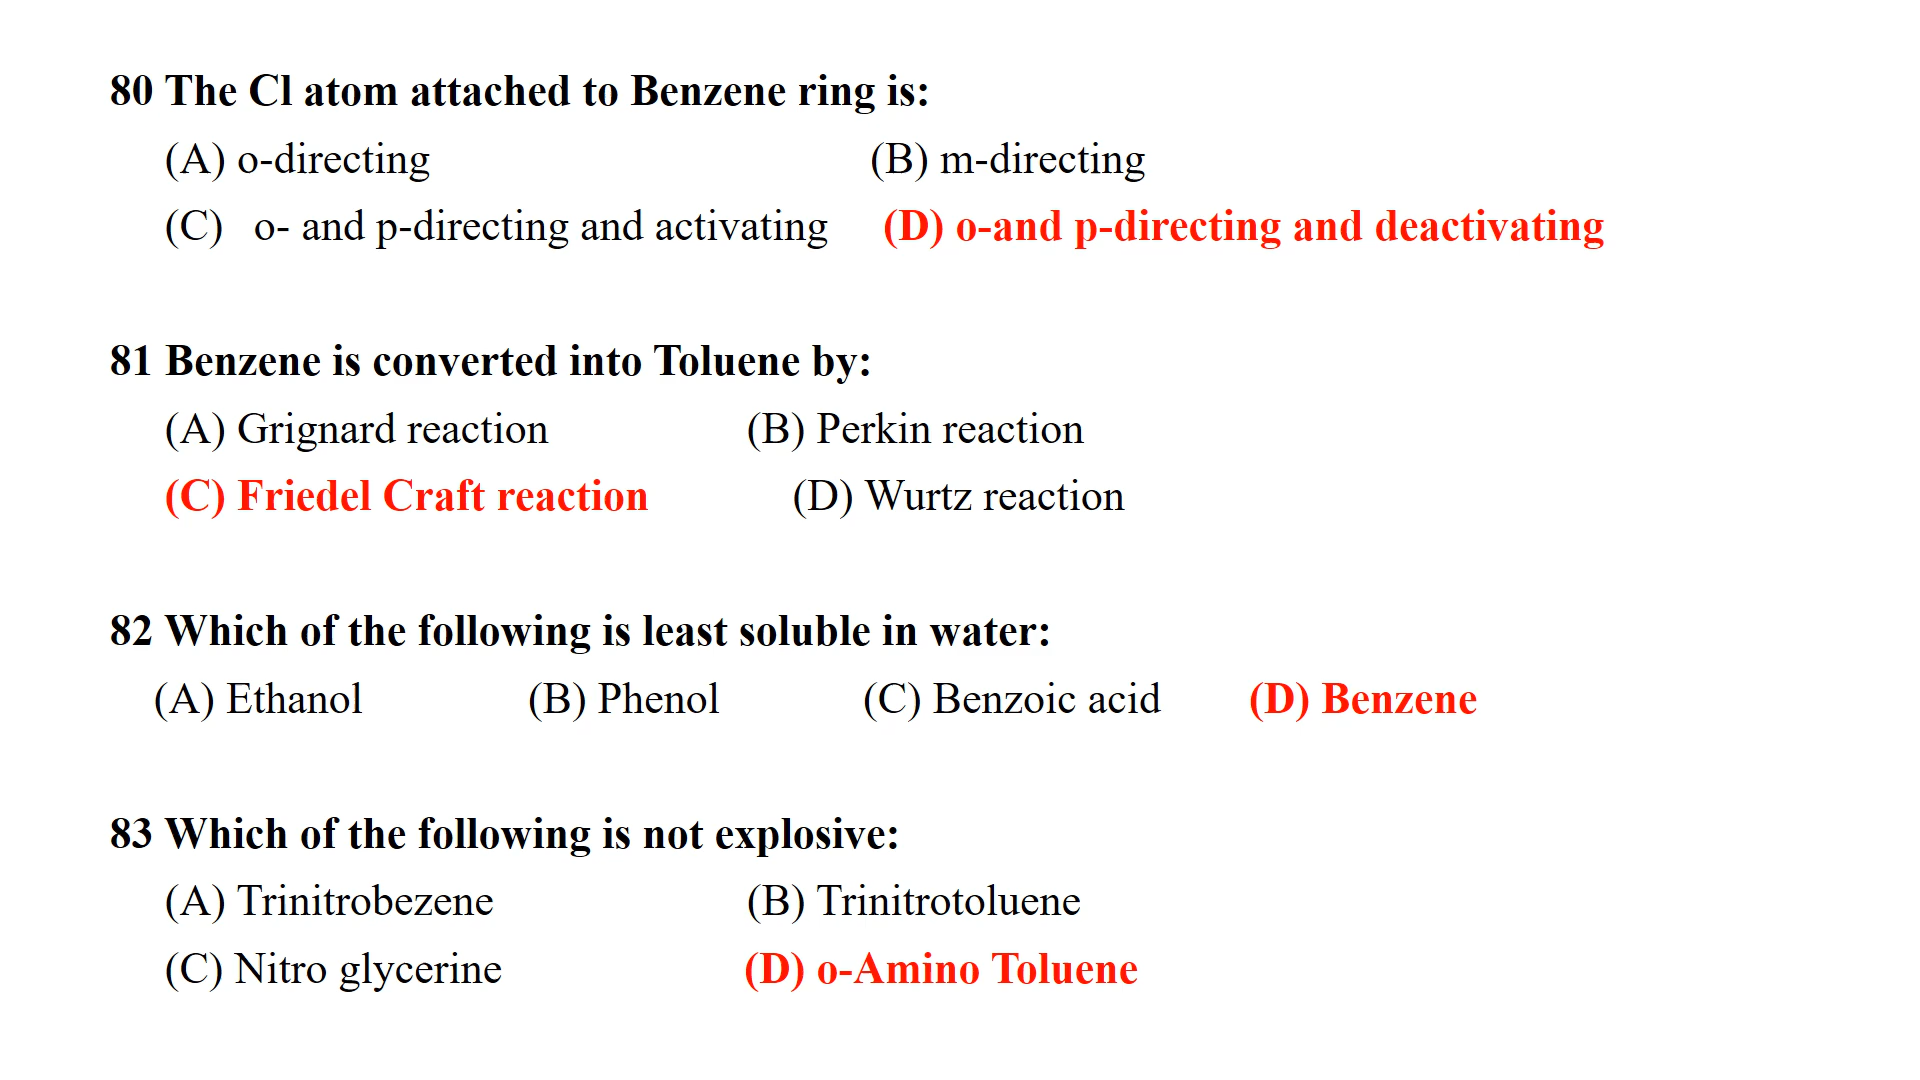 80 The Cl atom attached to Benzene ring is:
(A) o-directing (B) m-directing
(C) o- and p-directing and activating (D) o-and p-directing and deactivating
81 Benzene is converted into Toluene by:
(A) Grignard reaction (B) Perkin reaction
(C) Friedel Craft reaction (D) Wurtz reaction
82 Which of the following is least soluble in water:
(A) Ethanol (B) Phenol (C) Benzoic acid (D) Benzene
83 Which of the following is not explosive:
(A) Trinitrobezene (B) Trinitrotoluene
(C) Nitro glycerine (D) o-Amino Toluene